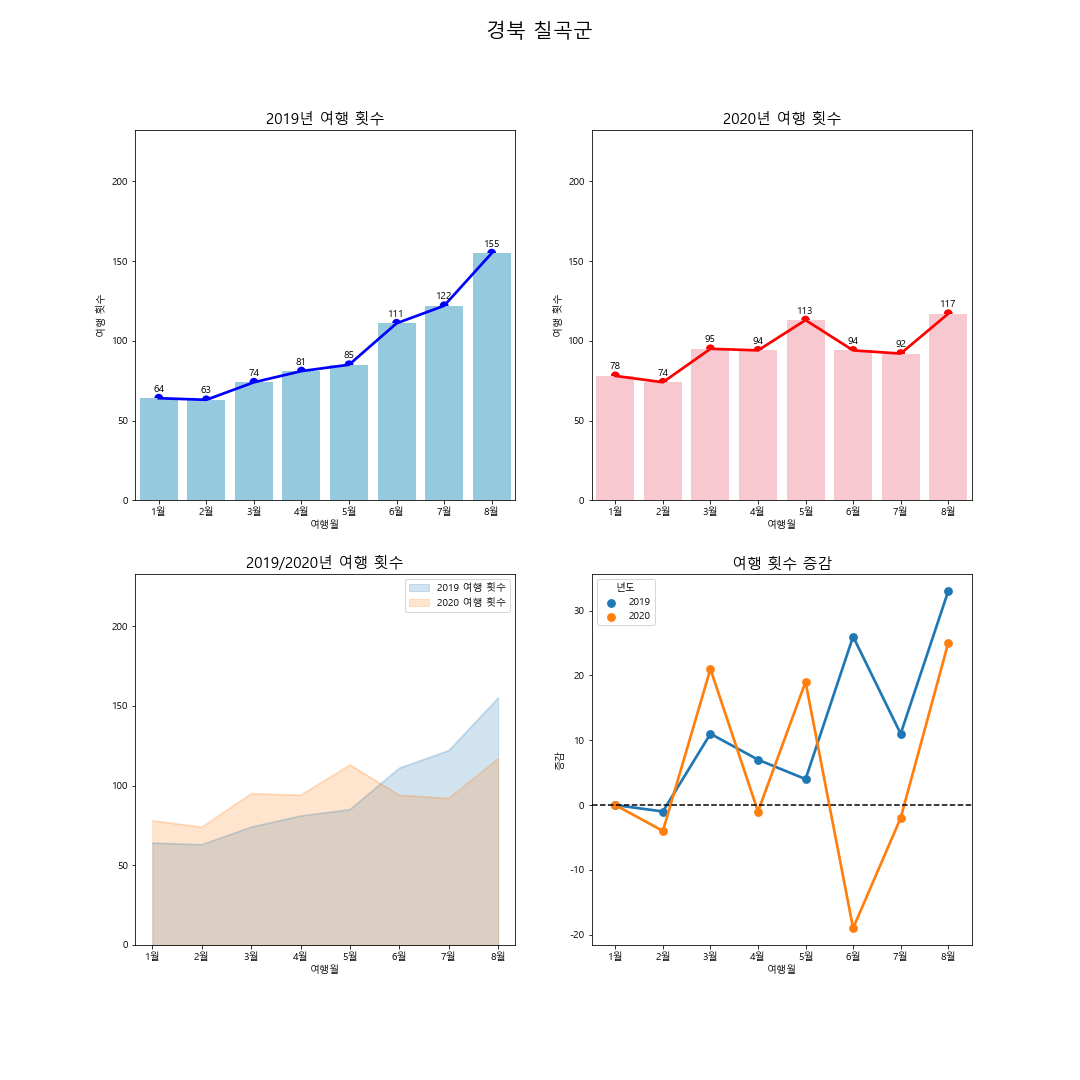 경북 칠곡군
2019년 여행 횟수
여행 횟수
200
150
100
50
0
64
63
74
81
85
111
122
155
1월
2월
3월
4월
5월
6월
7월
8월
여행월
2020년 여행 횟수
여행 횟수
200
150
100
50
0
78
74
95
94
113
94
92
117
1월
2월
3월
4월
5월
6월
7월
8월
여행월
2019/2020년 여행 횟수
2019 여행 횟수
2020 여행 횟수
200
150
100
50
0
1월
2월
3월
4월
5월
6월
7월
8월
여행월
여행 횟수 증감
년도
2019
2020
증감
30
20
10
0
-10
-20
1월
2월
3월
4월
5월
6월
7월
8월
여행월